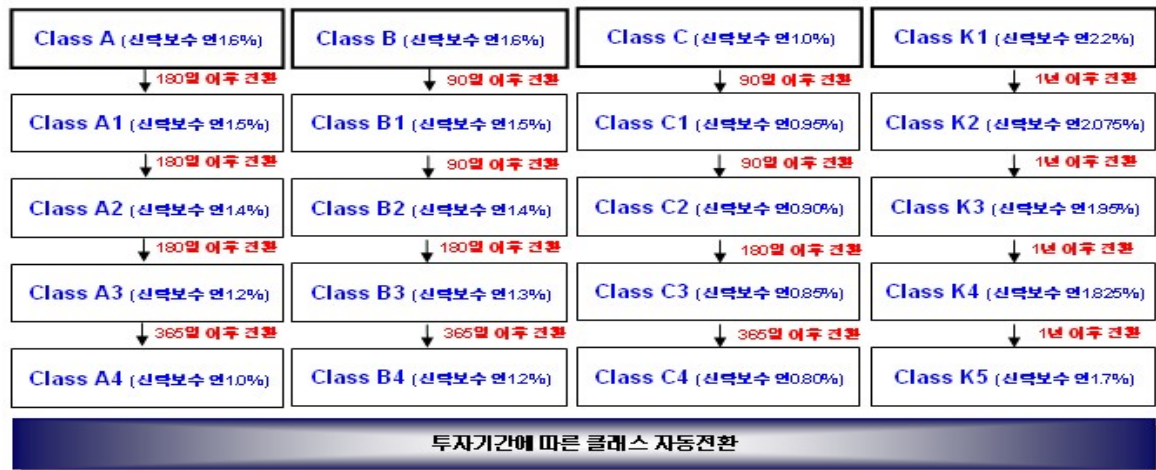 Class A (신탁보수 연1.6%)
Class B (신탁보수 연1.6%)
Class C (신탁보수 연1.0%)
Class K1 (신탁보수 연2.2%)
180일 이후 전환
90일 이후 전환
90일 이후 전환
1년 이후 전환
Class A1 (신탁보수 연1.5%)
Class B1 (신탁보수 연1.5%)
Class C1 (신탁보수 연0.95%)
Class K2 (신탁보수 연2.075%)
180일 이후 전환
90일 이후 전환
90일 이후 전환
1년 이후 전환
Class A2 (신탁보수 연1.4%)
Class B2 (신탁보수 연1.4%)
Class C2 (신탁보수 연0.90%)
Class K3 (신탁보수 연1.95%)
180일 이후 전환
180일 이후 전환
180일 이후 전환
1년 이후 전환
Class A3 (신탁보수 연1.2%)
Class B3 (신탁보수 연1.3%)
Class C3 (신탁보수 연0.85%)
Class K4 (신탁보수 연1.825%)
365일 이후 전환
365일 이후 전환
365일 이후 전환
1년 이후 전환
Class A4 (신탁보수 연1.0%)
Class B4 (신탁보수 연1.2%)
Class C4 (신탁보수 연0.80%)
Class K5 (신탁보수 연1.7%)
투자기간에 따른 클래스 자동전환